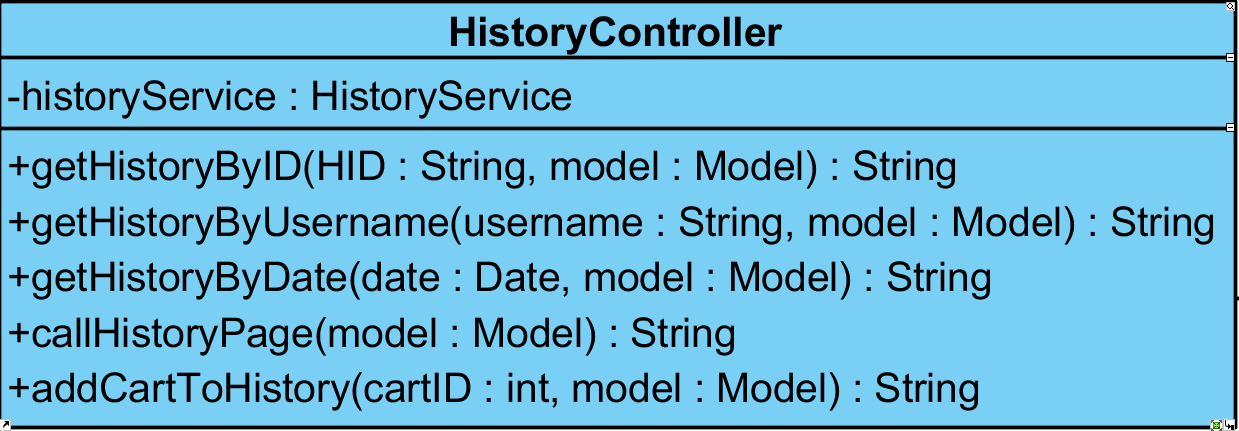 HistoryController
-historyService : HistoryService
+getHistoryByID(HID : String, model : Model) : String
+getHistoryByUsername(username : String, model : Model) : String
+getHistoryByDate(date : Date, model : Model) : String
+callHistoryPage(model : Model) : String
+addCartToHistory(cartID : int, model : Model) : String